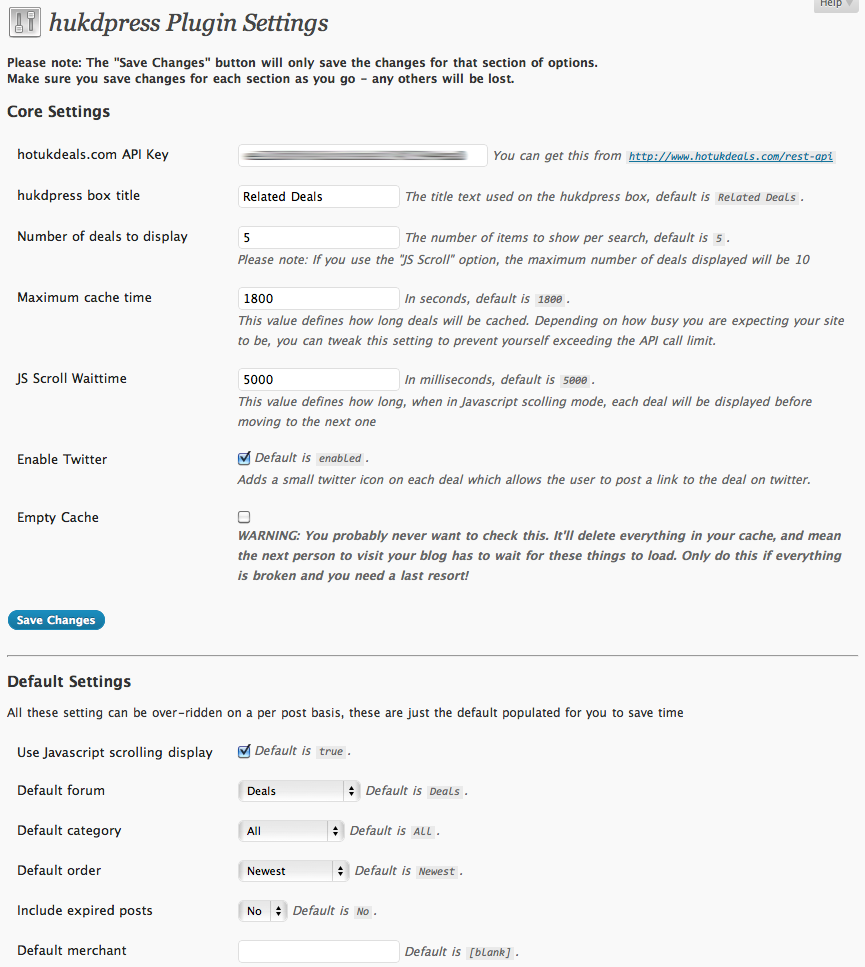 Help
hukdpress Plugin Settings
Please note: The "Save Changes" button will only save the changes for that section of options.
Make sure you save changes for each section as you go – any others will be lost.
Core Settings
hotukdeals.com API Key You can get this from http://www.hotukdeals.com/rest-api
hukdpress box title Related Deals The title text used on the hukdpress box, default is Related Deals.
Number of deals to display 5 The number of items to show per search, default is 5.
Please note: If you use the "JS Scroll" option, the maximum number of deals displayed will be 10
Maximum cache time 1800 In seconds, default is 1800.
This value defines how long deals will be cached. Depending on how busy you are expecting your site
to be, you can tweak this setting to prevent yourself exceeding the API call limit.
JS Scroll Waittime 5000 In milliseconds, default is 5000.
This value defines how long, when in Javascript scolling mode, each deal will be displayed before
moving to the next one
Enable Twitter Default is enabled.
Adds a small twitter icon on each deal which allows the user to post a link to the deal on twitter.
Empty Cache
WARNING: You probably never want to check this. It'll delete everything in your cache, and mean
the next person to visit your blog has to wait for these things to load. Only do this if everything
is broken and you need a last resort!
Save Changes
Default Settings
All these setting can be over-ridden on a per post basis, these are just the default populated for you to save time
Use Javascript scrolling display Default is true.
Default forum Deals Default is Deals.
Default category All Default is All.
Default order Newest Default is Newest.
Include expired posts No Default is No.
Default merchant Default is [blank].